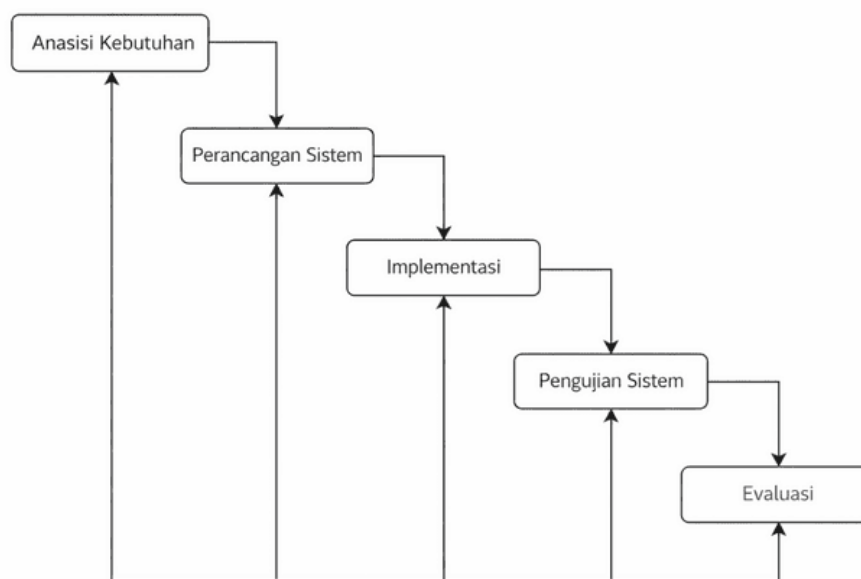 Anasisi Kebutuhan
Perancangan Sistem
Implementasi
Pengujian Sistem
Evaluasi